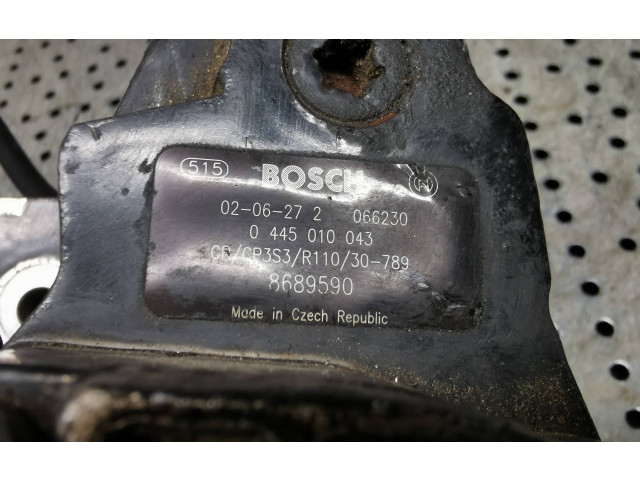 515 BOSCH
02-06-27 2 066230
0 445 010 043
CR/CP3S3/R110/30-789
8689590
Made in Czech Republic